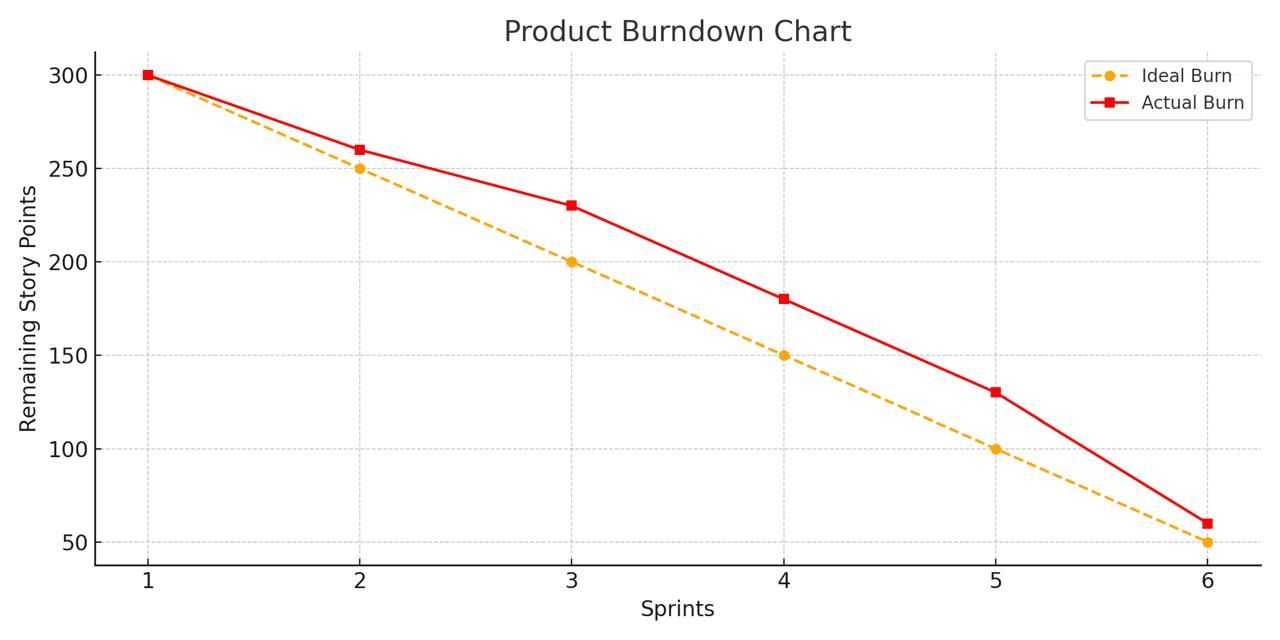 Product Burndown Chart
Ideal Burn
Actual Burn
Remaining Story Points
300
250
200
150
100
50
1 2 3 4 5 6
Sprints